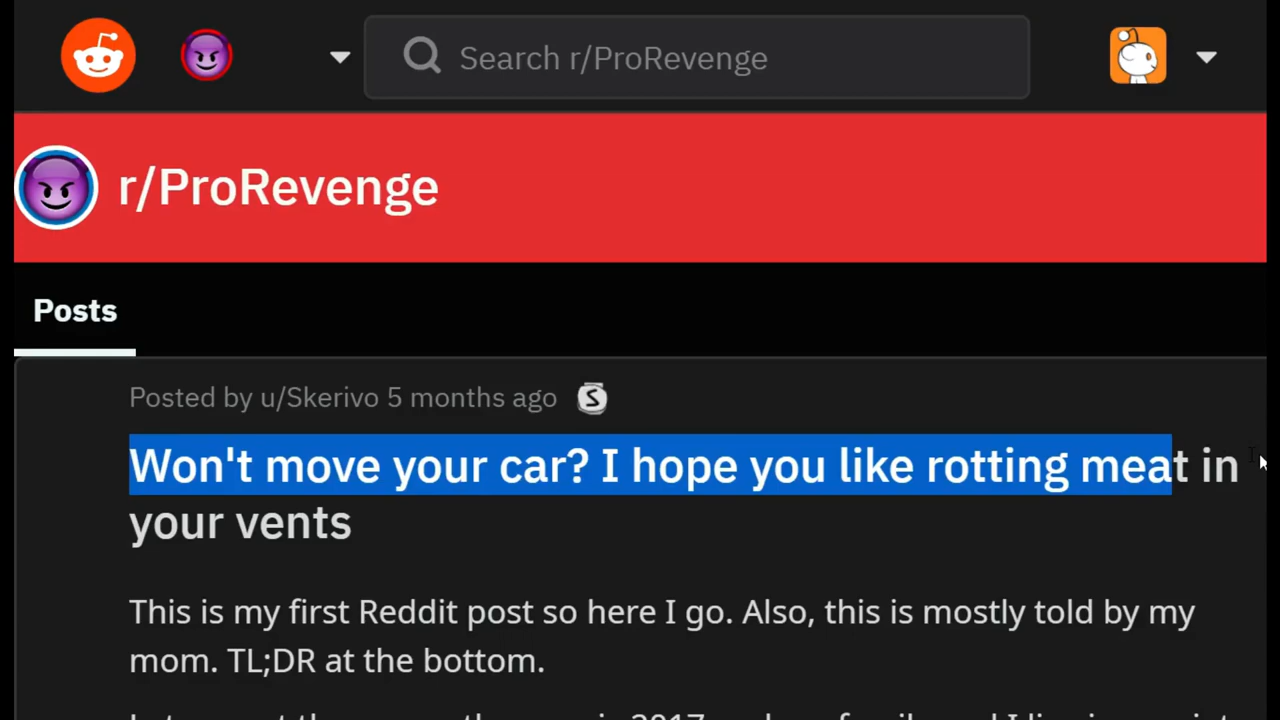 Search r/ProRevenge
r/ProRevenge
Posts
Posted by u/Skerivo 5 months ago
Won't move your car? I hope you like rotting meat in
your vents
This is my first Reddit post so here I go. Also, this is mostly told by my
mom. TL;DR at the bottom.